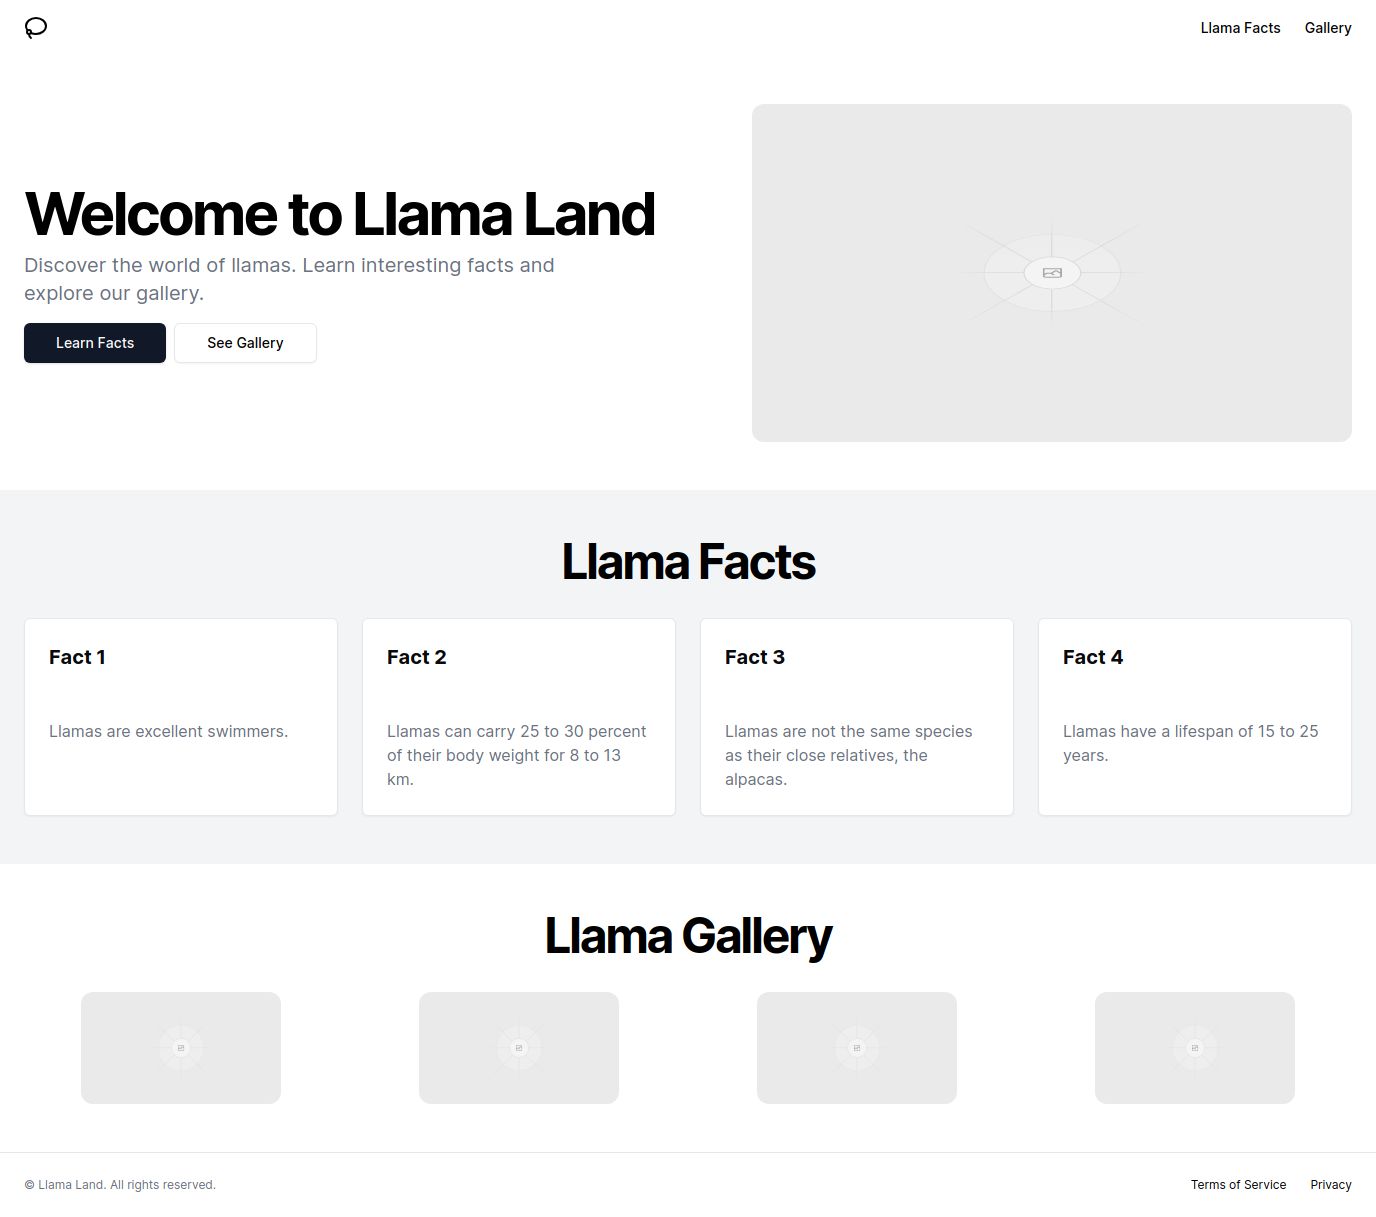 Llama Facts
Gallery
Welcome to Llama Land
Discover the world of llamas. Learn interesting facts and
explore our gallery.
Learn Facts
See Gallery
Llama Facts
Fact 1
Llamas are excellent swimmers.
Fact 2
Llamas can carry 25 to 30 percent
of their body weight for 8 to 13
km.
Fact 3
Llamas are not the same species
as their close relatives, the
alpacas.
Fact 4
Llamas have a lifespan of 15 to 25
years.
Llama Gallery
© Llama Land. All rights reserved.
Terms of Service
Privacy